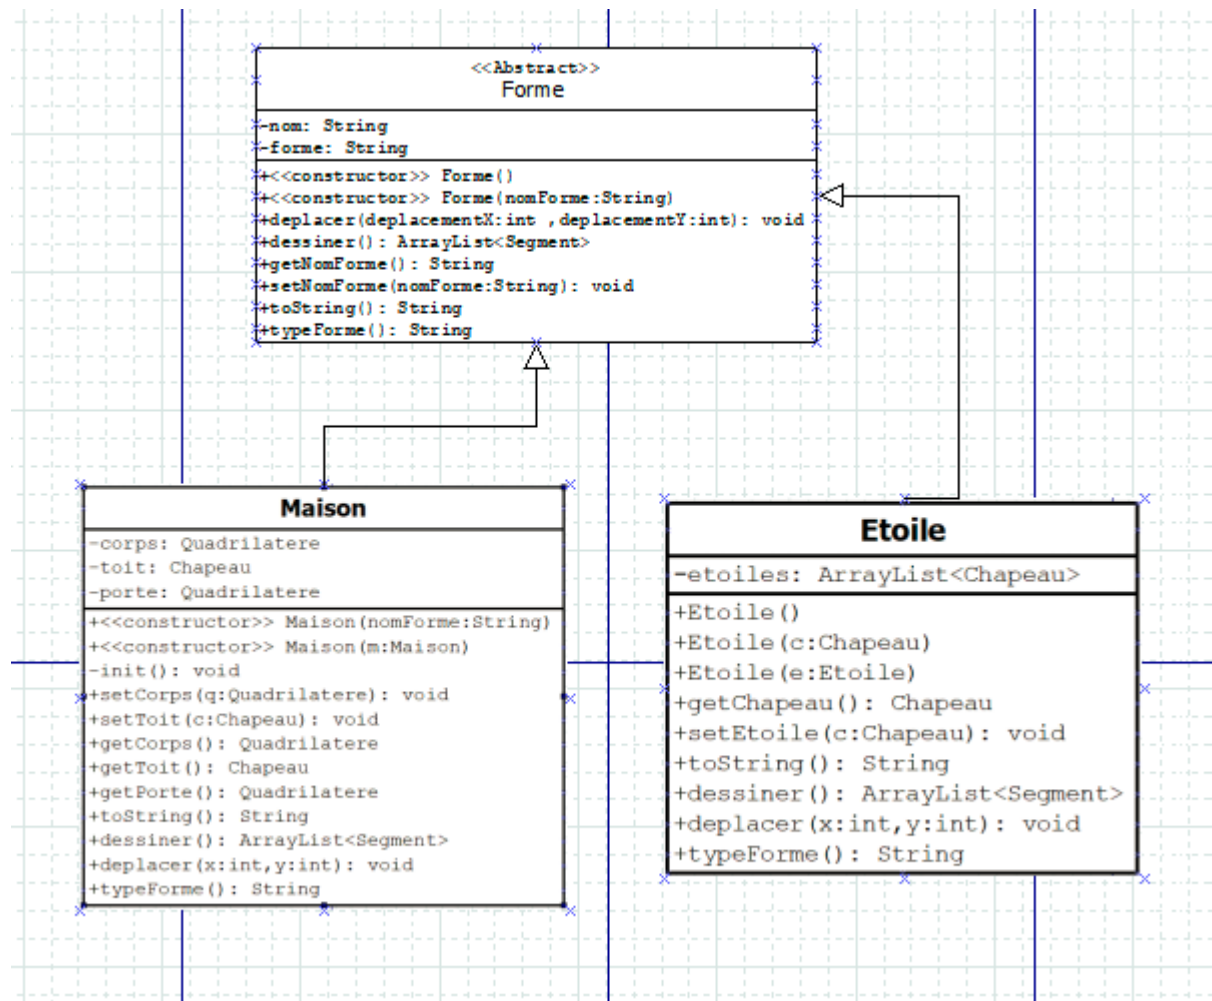 <<Abstract>>
Forme
-nom: String
-forme: String
+<<constructor>> Forme()
+<<constructor>> Forme(nomForme:String)
+deplacer(deplacementX:int ,deplacementY:int): void
+dessiner(): ArrayList<Segment>
+getNomForme(): String
+setNomForme(nomForme:String): void
+toString(): String
+typeForme(): String
Maison
-corps: Quadrilatere
-toit: Chapeau
-porte: Quadrilatere
+<<constructor>> Maison(nomForme:String)
+<<constructor>> Maison(m:Maison)
-init(): void
+setCorps(q:Quadrilatere): void
+setToit(c:Chapeau): void
+getCorps(): Quadrilatere
+getToit(): Chapeau
+getPorte(): Quadrilatere
+toString(): String
+dessiner(): ArrayList<Segment>
+deplacer(x:int,y:int): void
+typeForme(): String
Etoile
-etoiles: ArrayList<Chapeau>
+Etoile()
+Etoile(c:Chapeau)
+Etoile(e:Etoile)
+getChapeau(): Chapeau
+setEtoile(c:Chapeau): void
+toString(): String
+dessiner(): ArrayList<Segment>
+deplacer(x:int,y:int): void
+typeForme(): String